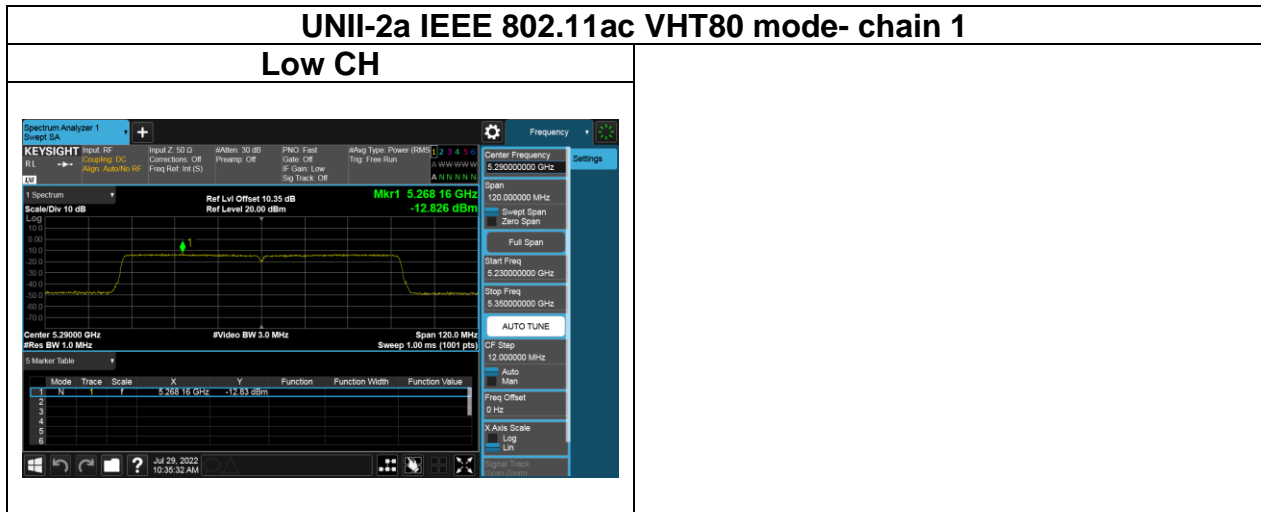 UNII-2a IEEE 802.11ac VHT80 mode- chain 1
Low CH
Spectrum Analyzer 1
Swept SA
+
Frequency
KEYSIGHT
RL
Input: RF
Coupling: DC
Align: Auto/No RF
Input Z: 50 Ω
Corrections: Off
Freq Ref: Int (S)
#Atten: 30 dB
Preamp: Off
PNO: Fast
Gate: Off
IF Gain: Low
Sig Track: Off
#Avg Type: Power (RMS
Trig: Free Run
1 2 3 4 5 6
A W W W W W
A N N N N N
1 Spectrum
Scale/Div 10 dB
Ref Lvl Offset 10.35 dB
Ref Level 20.00 dBm
Mkr1 5.268 16 GHz
-12.826 dBm
Log
10.0
0.00
-10.0
-20.0
-30.0
-40.0
-50.0
-60.0
-70.0
1
Center 5.29000 GHz
#Res BW 1.0 MHz
#Video BW 3.0 MHz
Span 120.0 MHz
Sweep 1.00 ms (1001 pts)
5 Marker Table
Mode Trace Scale X Y Function Function Width Function Value
1 N 1 f 5.268 16 GHz -12.83 dBm
2
3
4
5
6
Jul 29, 2022
10:35:32 AM
?
Center Frequency
5.290000000 GHz
Settings
Span
120.000000 MHz
Swept Span
Zero Span
Full Span
Start Freq
5.230000000 GHz
Stop Freq
5.350000000 GHz
AUTO TUNE
CF Step
12.000000 MHz
Auto
Man
Freq Offset
0 Hz
X Axis Scale
Log
Lin
Signal Track
(Span Zoom)